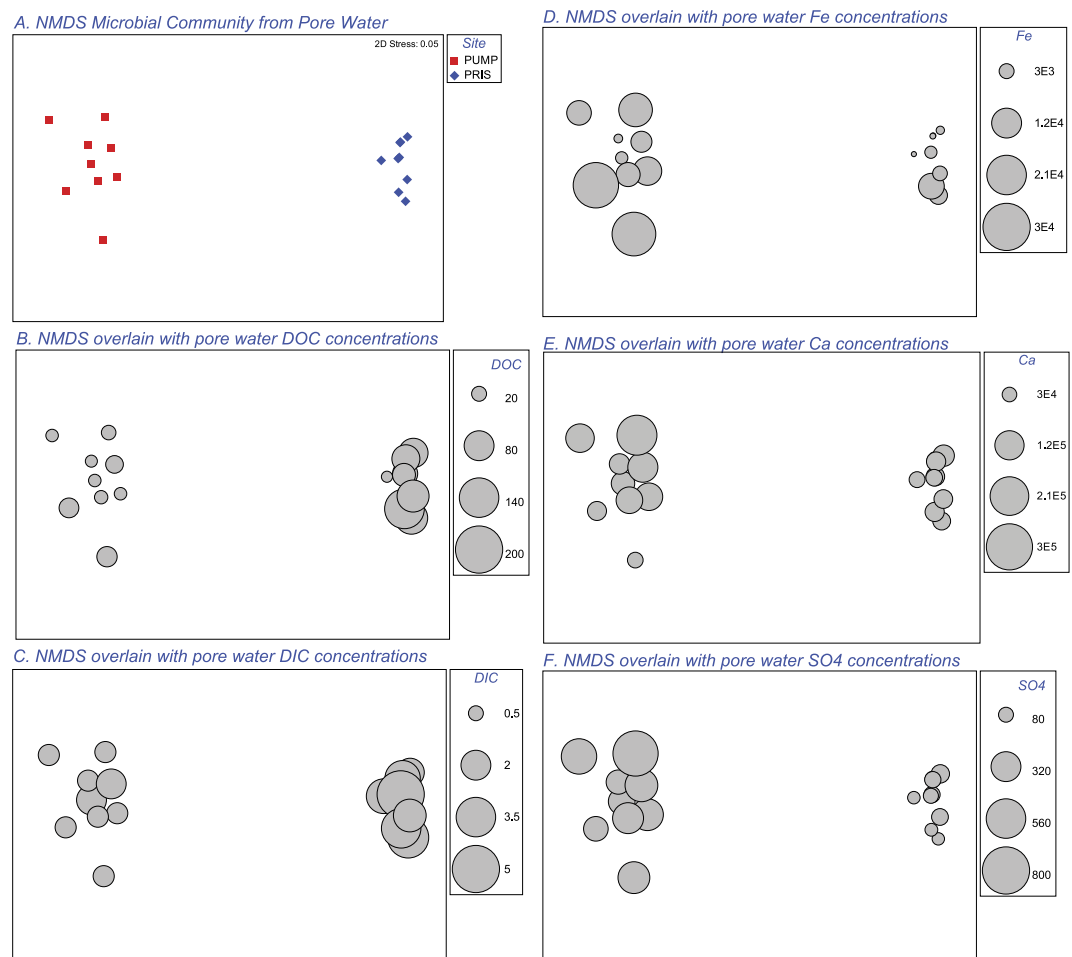 A. NMDS Microbial Community from Pore Water
2D Stress: 0.05
Site
PUMP
PRIS
B. NMDS overlain with pore water DOC concentrations
DOC
20
80
140
200
C. NMDS overlain with pore water DIC concentrations
DIC
0.5
2
3.5
5
D. NMDS overlain with pore water Fe concentrations
Fe
3E3
1.2E4
2.1E4
3E4
E. NMDS overlain with pore water Ca concentrations
Ca
3E4
1.2E5
2.1E5
3E5
F. NMDS overlain with pore water SO4 concentrations
SO4
80
320
560
800